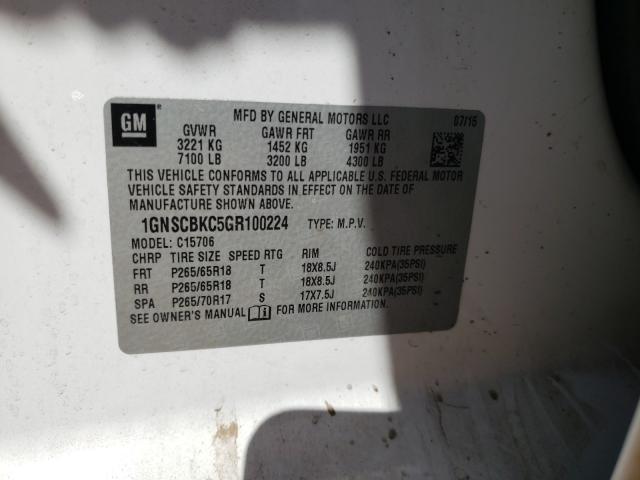 GM
MFD BY GENERAL MOTORS LLC 07/15
GVWR GAWR FRT GAWR RR
3221 KG 1452 KG 1951 KG
7100 LB 3200 LB 4300 LB
THIS VEHICLE CONFORMS TO ALL APPLICABLE U.S. FEDERAL MOTOR
VEHICLE SAFETY STANDARDS IN EFFECT ON THE DATE OF
MANUFACTURE SHOWN ABOVE.
1GNSCBKC5GR100224 TYPE: M.P.V.
MODEL: C15706
CHRP TIRE SIZE SPEED RTG RIM COLD TIRE PRESSURE
FRT P265/65R18 T 18X8.5J 240KPA(35PSI)
RR P265/65R18 T 18X8.5J 240KPA(35PSI)
SPA P265/70R17 S 17X7.5J 240KPA(35PSI)
SEE OWNER'S MANUAL FOR MORE INFORMATION.